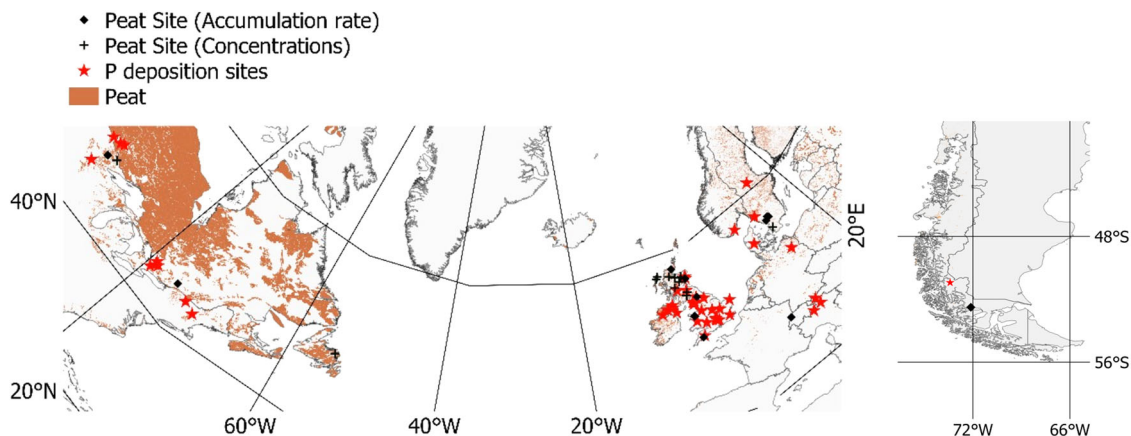 Peat Site (Accumulation rate)
Peat Site (Concentrations)
P deposition sites
Peat
40°N
20°N
60°W
40°W
20°W
20°E
48°S
56°S
72°W
66°W